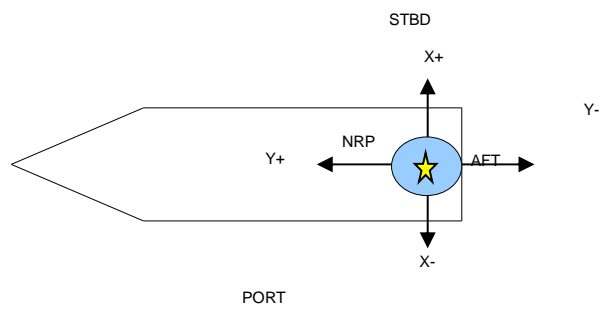 STBD
X+
Y-
NRP
Y+
AFT
X-
PORT